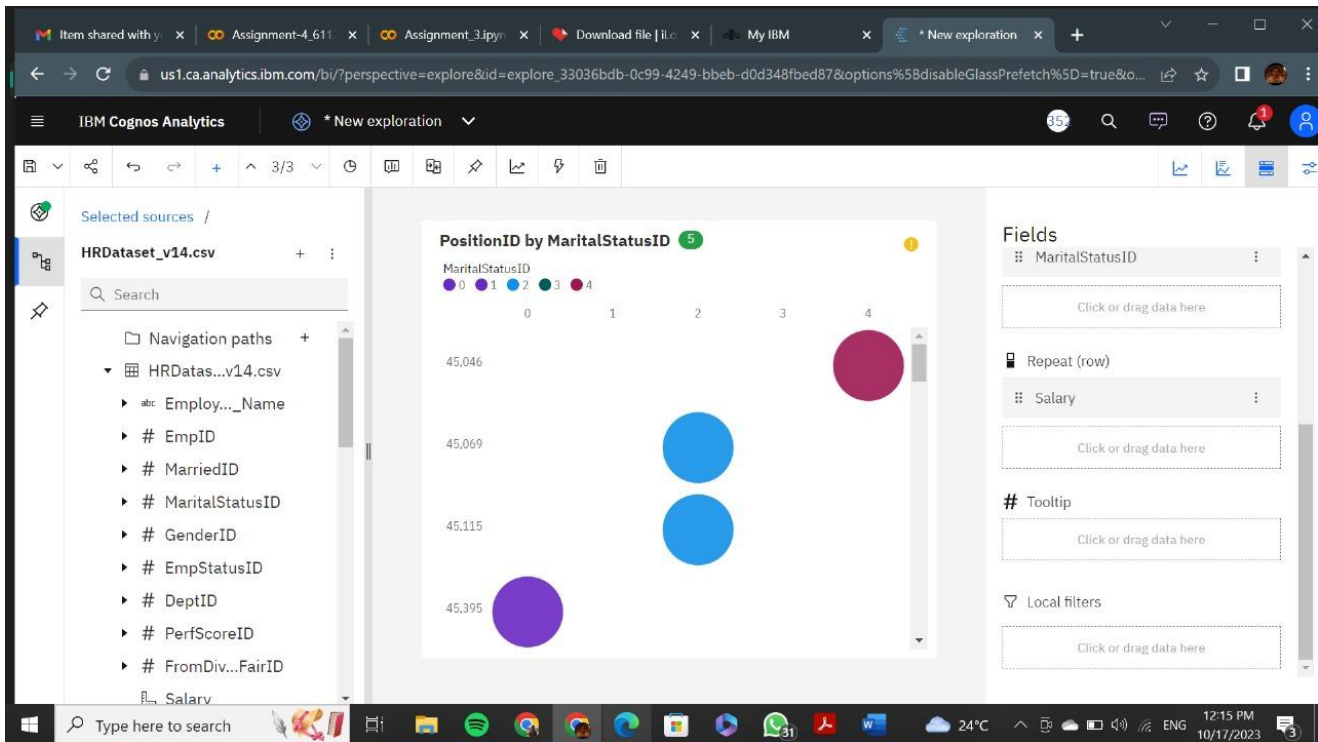 Item shared with y
Assignment-4_611
Assignment_3.ipyn
Download file | iLo
My IBM
* New exploration
us1.ca.analytics.ibm.com/bi/?perspective=explore&id=explore_33036bdb-0c99-4249-bbeb-d0d348fbed87&options%5BdisableGlassPrefetch%5D=true&o...
IBM Cognos Analytics
* New exploration
352
1
3/3
Selected sources /
HRDataset_v14.csv
Search
Navigation paths
HRDatas...v14.csv
abc Employ..._Name
# EmpID
# MarriedID
# MaritalStatusID
# GenderID
# EmpStatusID
# DeptID
# PerfScoreID
# FromDiv...FairID
Salary
PositionID by MaritalStatusID 5
MaritalStatusID
0 1 2 3 4
0 1 2 3 4
45,046
45,069
45,115
45,395
Fields
MaritalStatusID
Click or drag data here
Repeat (row)
Salary
Click or drag data here
# Tooltip
Click or drag data here
Local filters
Click or drag data here
Type here to search
31
24°C
ENG
12:15 PM
10/17/2023
3